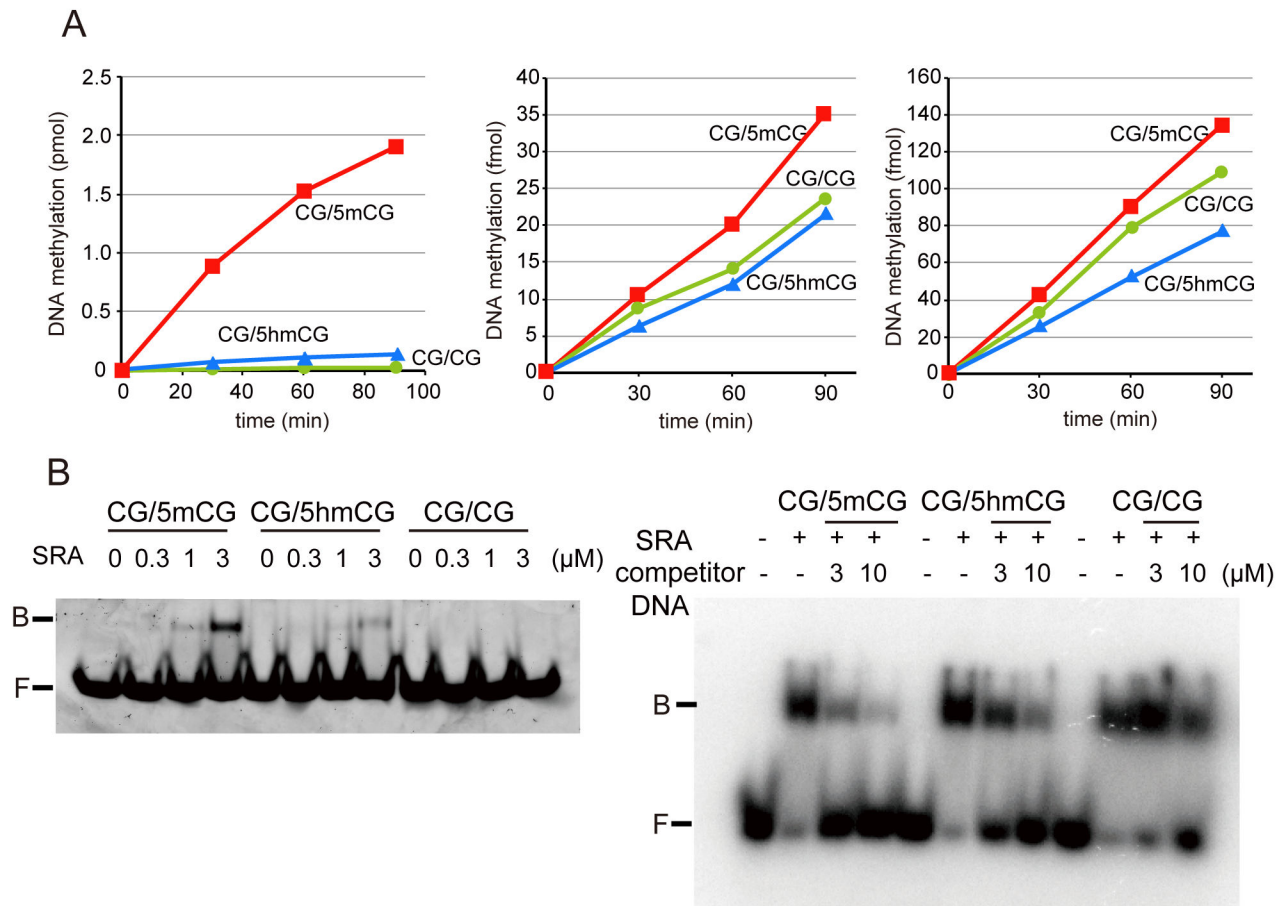 A
2.5
2.0
1.5
1.0
0.5
0
DNA methylation (pmol)
CG/5mCG
CG/5hmCG
CG/CG
0 20 40 60 80 100
time (min)
40
35
30
25
20
15
10
5
0
DNA methylation (fmol)
CG/5mCG
CG/CG
CG/5hmCG
0 30 60 90
time (min)
160
140
120
100
80
60
40
20
0
DNA methylation (fmol)
CG/5mCG
CG/CG
CG/5hmCG
0 30 60 90
time (min)
B
CG/5mCG CG/5hmCG CG/CG
SRA 0 0.3 1 3 0 0.3 1 3 0 0.3 1 3 (μM)
B
F
CG/5mCG CG/5hmCG CG/CG
SRA - + + + - + + + - + + +
competitor - - 3 10 - - 3 10 - - 3 10 (μM)
DNA
B
F